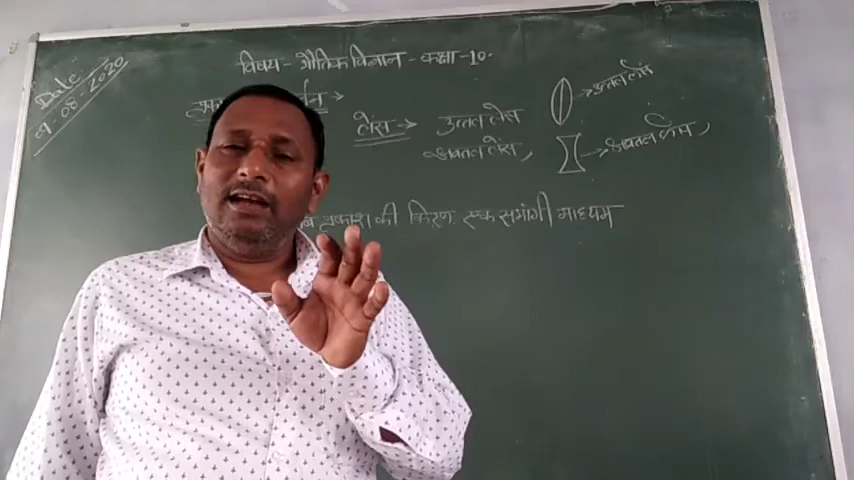 Date
9.08.2020
विषय - भौतिक विज्ञान - कक्षा - 10.
लेंस → उत्तल लेंस → उत्तल लेंस
अवतल लेंस, → अवतल लेंस,
प्रकाश की किरण एक समांगी माध्यम